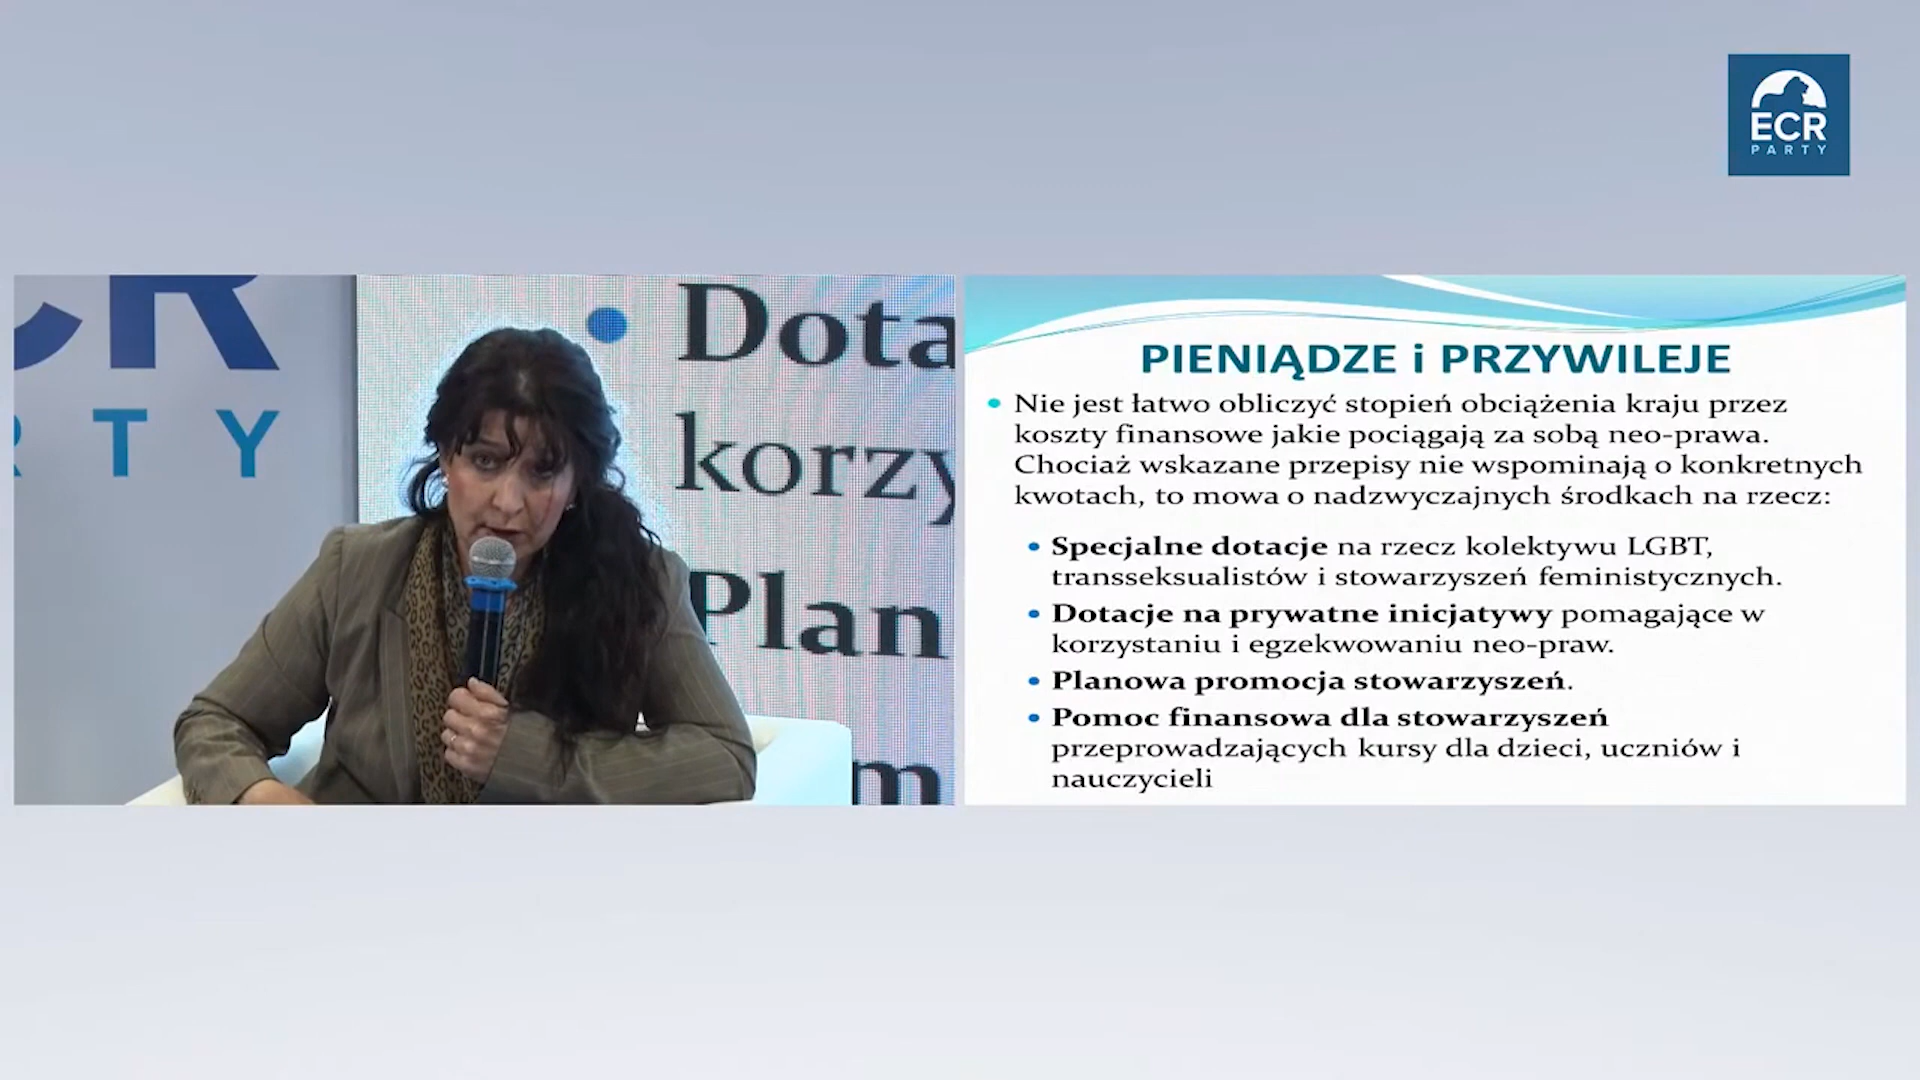 ECR
PARTY
CR
RTY
Dota
korzy
Plan
m
PIENIĄDZE i PRZYWILEJE
Nie jest łatwo obliczyć stopień obciążenia kraju przez
koszty finansowe jakie pociągają za sobą neo-prawa.
Chociaż wskazane przepisy nie wspominają o konkretnych
kwotach, to mowa o nadzwyczajnych środkach na rzecz:
Specjalne dotacje na rzecz kolektywu LGBT,
transseksualistów i stowarzyszeń feministycznych.
Dotacje na prywatne inicjatywy pomagające w
korzystaniu i egzekwowaniu neo-praw.
Planowa promocja stowarzyszeń.
Pomoc finansowa dla stowarzyszeń
przeprowadzających kursy dla dzieci, uczniów i
nauczycieli